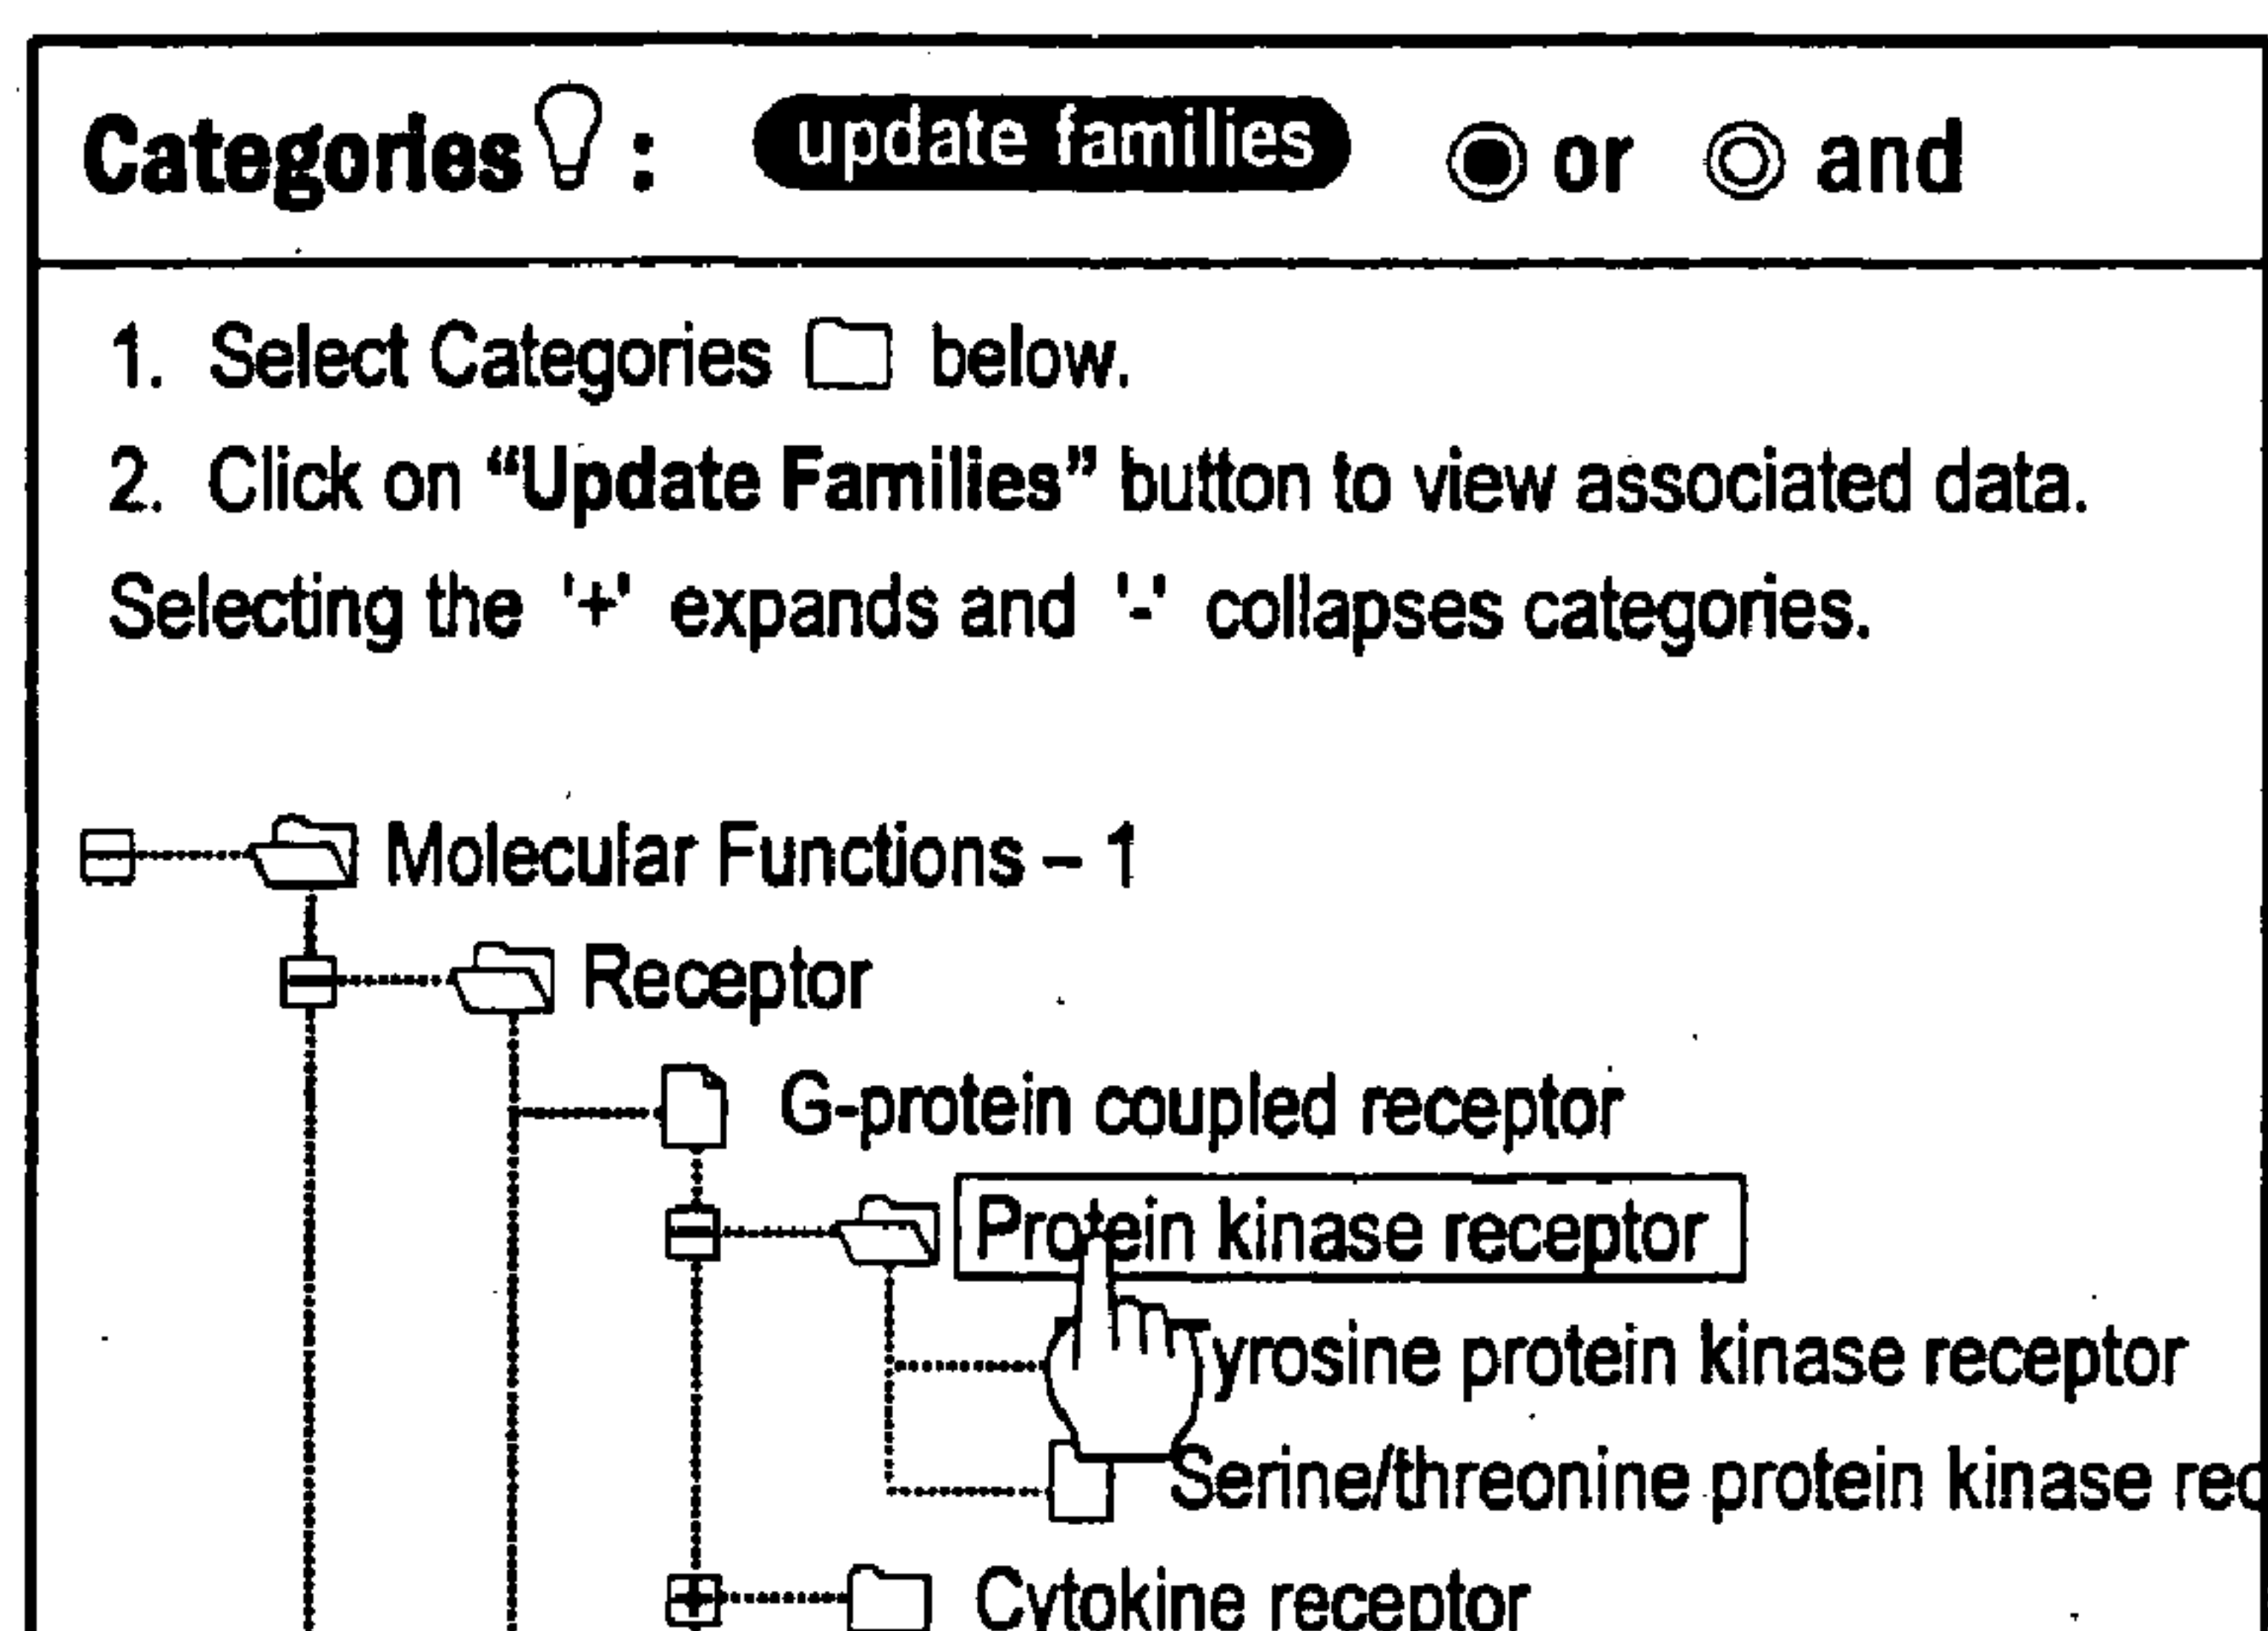 Categories : update families or and
1. Select Categories below.
2. Click on “Update Families” button to view associated data.
Selecting the '+' expands and '-' collapses categories.
Molecular Functions – 1
Receptor
G-protein coupled receptor
Protein kinase receptor
yrosine protein kinase receptor
Serine/threonine protein kinase rec
Cytokine receptor